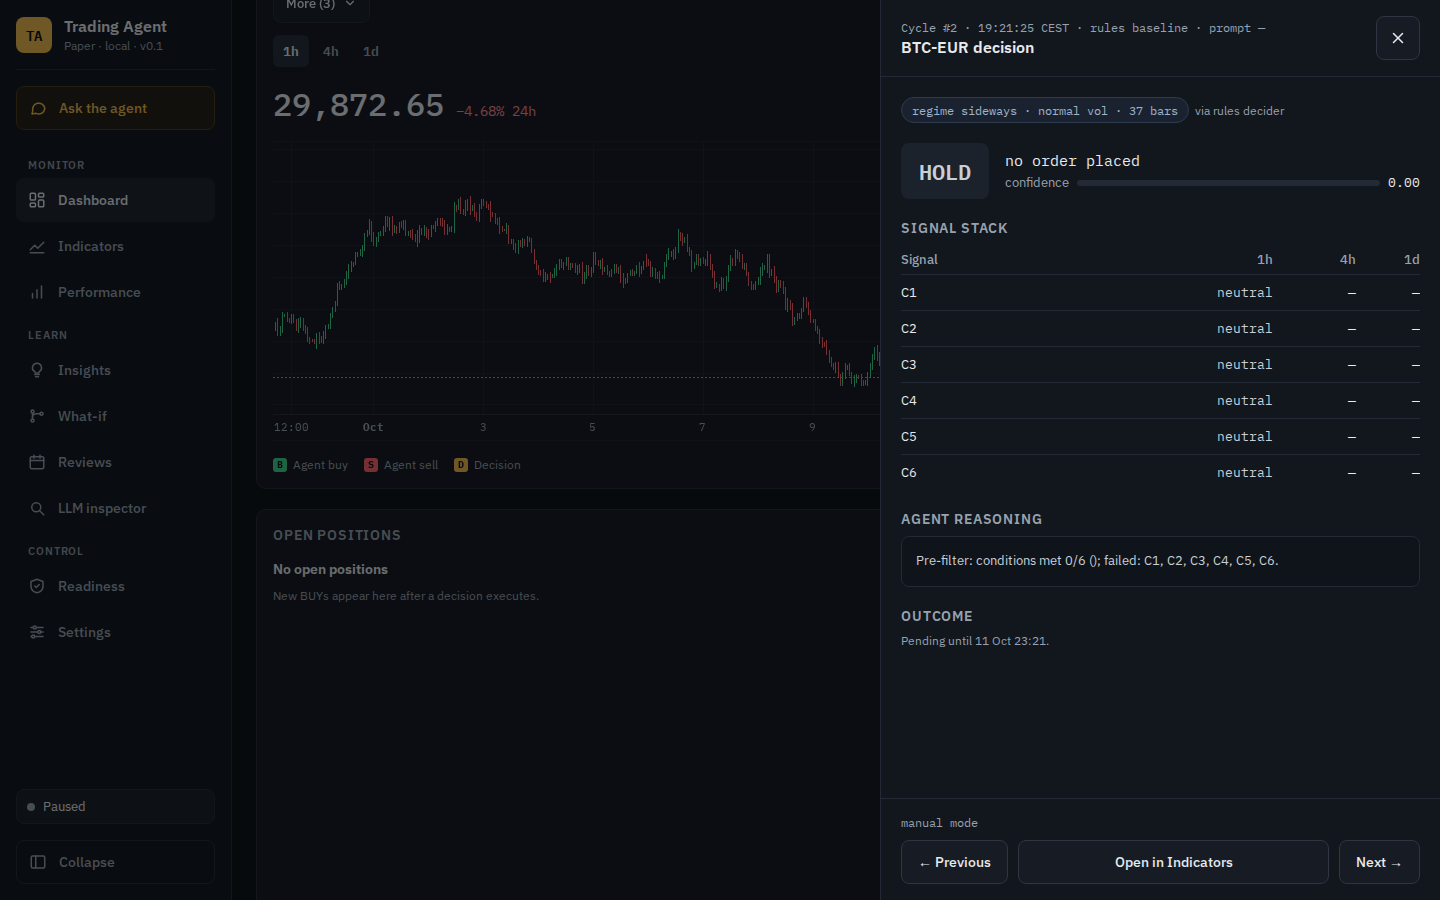 TA
Trading Agent
Paper · local · v0.1
Ask the agent
MONITOR
Dashboard
Indicators
Performance
LEARN
Insights
What-if
Reviews
LLM inspector
CONTROL
Readiness
Settings
Paused
Collapse
More (3)
1h 4h 1d
29,872.65 −4.68% 24h
12:00 Oct 3 5 7 9
B Agent buy S Agent sell D Decision
OPEN POSITIONS
No open positions
New BUYs appear here after a decision executes.
Cycle #2 · 19:21:25 CEST · rules baseline · prompt —
BTC-EUR decision
regime sideways · normal vol · 37 bars via rules decider
HOLD
no order placed
confidence 0.00
SIGNAL STACK
Signal 1h 4h 1d
C1 neutral — —
C2 neutral — —
C3 neutral — —
C4 neutral — —
C5 neutral — —
C6 neutral — —
AGENT REASONING
Pre-filter: conditions met 0/6 (); failed: C1, C2, C3, C4, C5, C6.
OUTCOME
Pending until 11 Oct 23:21.
manual mode
← Previous Open in Indicators Next →